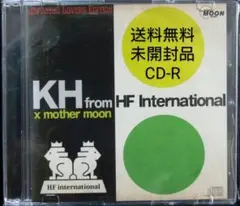 MOON
送料無料
未開封品
CD-R
KH from HF International
x mother moon
HF international